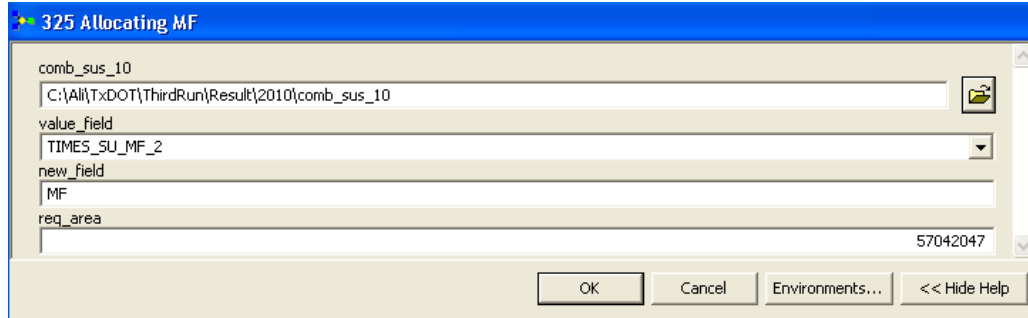 325 Allocating MF
comb_sus_10
C:\Ali\TxDOT\ThirdRun\Result\2010\comb_sus_10
value_field
TIMES_SU_MF_2
new_field
MF
req_area
57042047
OK Cancel Environments... << Hide Help